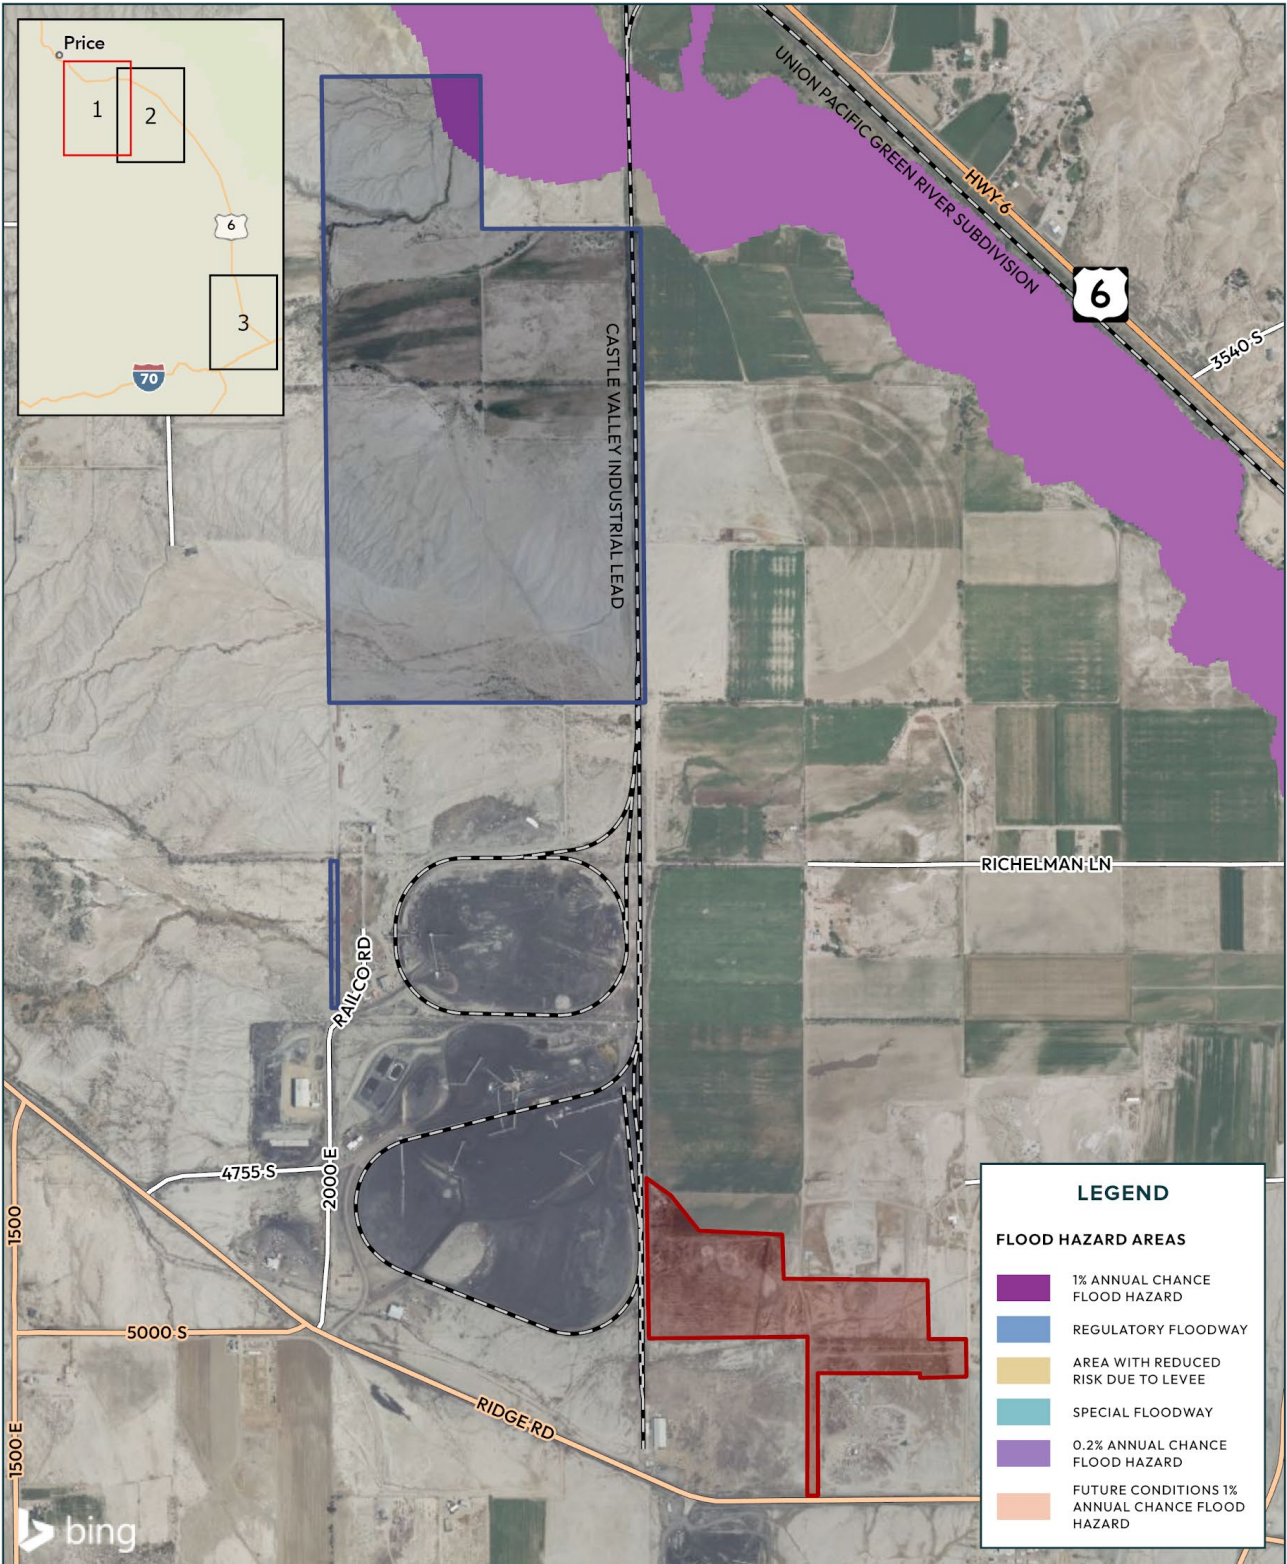 Price
1
2
6
3
70
UNION PACIFIC GREEN RIVER SUBDIVISION
HWY 6
6
3540 S
CASTLE VALLEY INDUSTRIAL LEAD
RICHELMAN LN
RAILCO RD
4755 S
2000 E
1500
5000 S
RIDGE RD
1500 E
LEGEND
FLOOD HAZARD AREAS
1% ANNUAL CHANCE
FLOOD HAZARD
REGULATORY FLOODWAY
AREA WITH REDUCED
RISK DUE TO LEVEE
SPECIAL FLOODWAY
0.2% ANNUAL CHANCE
FLOOD HAZARD
FUTURE CONDITIONS 1%
ANNUAL CHANCE FLOOD
HAZARD
bing